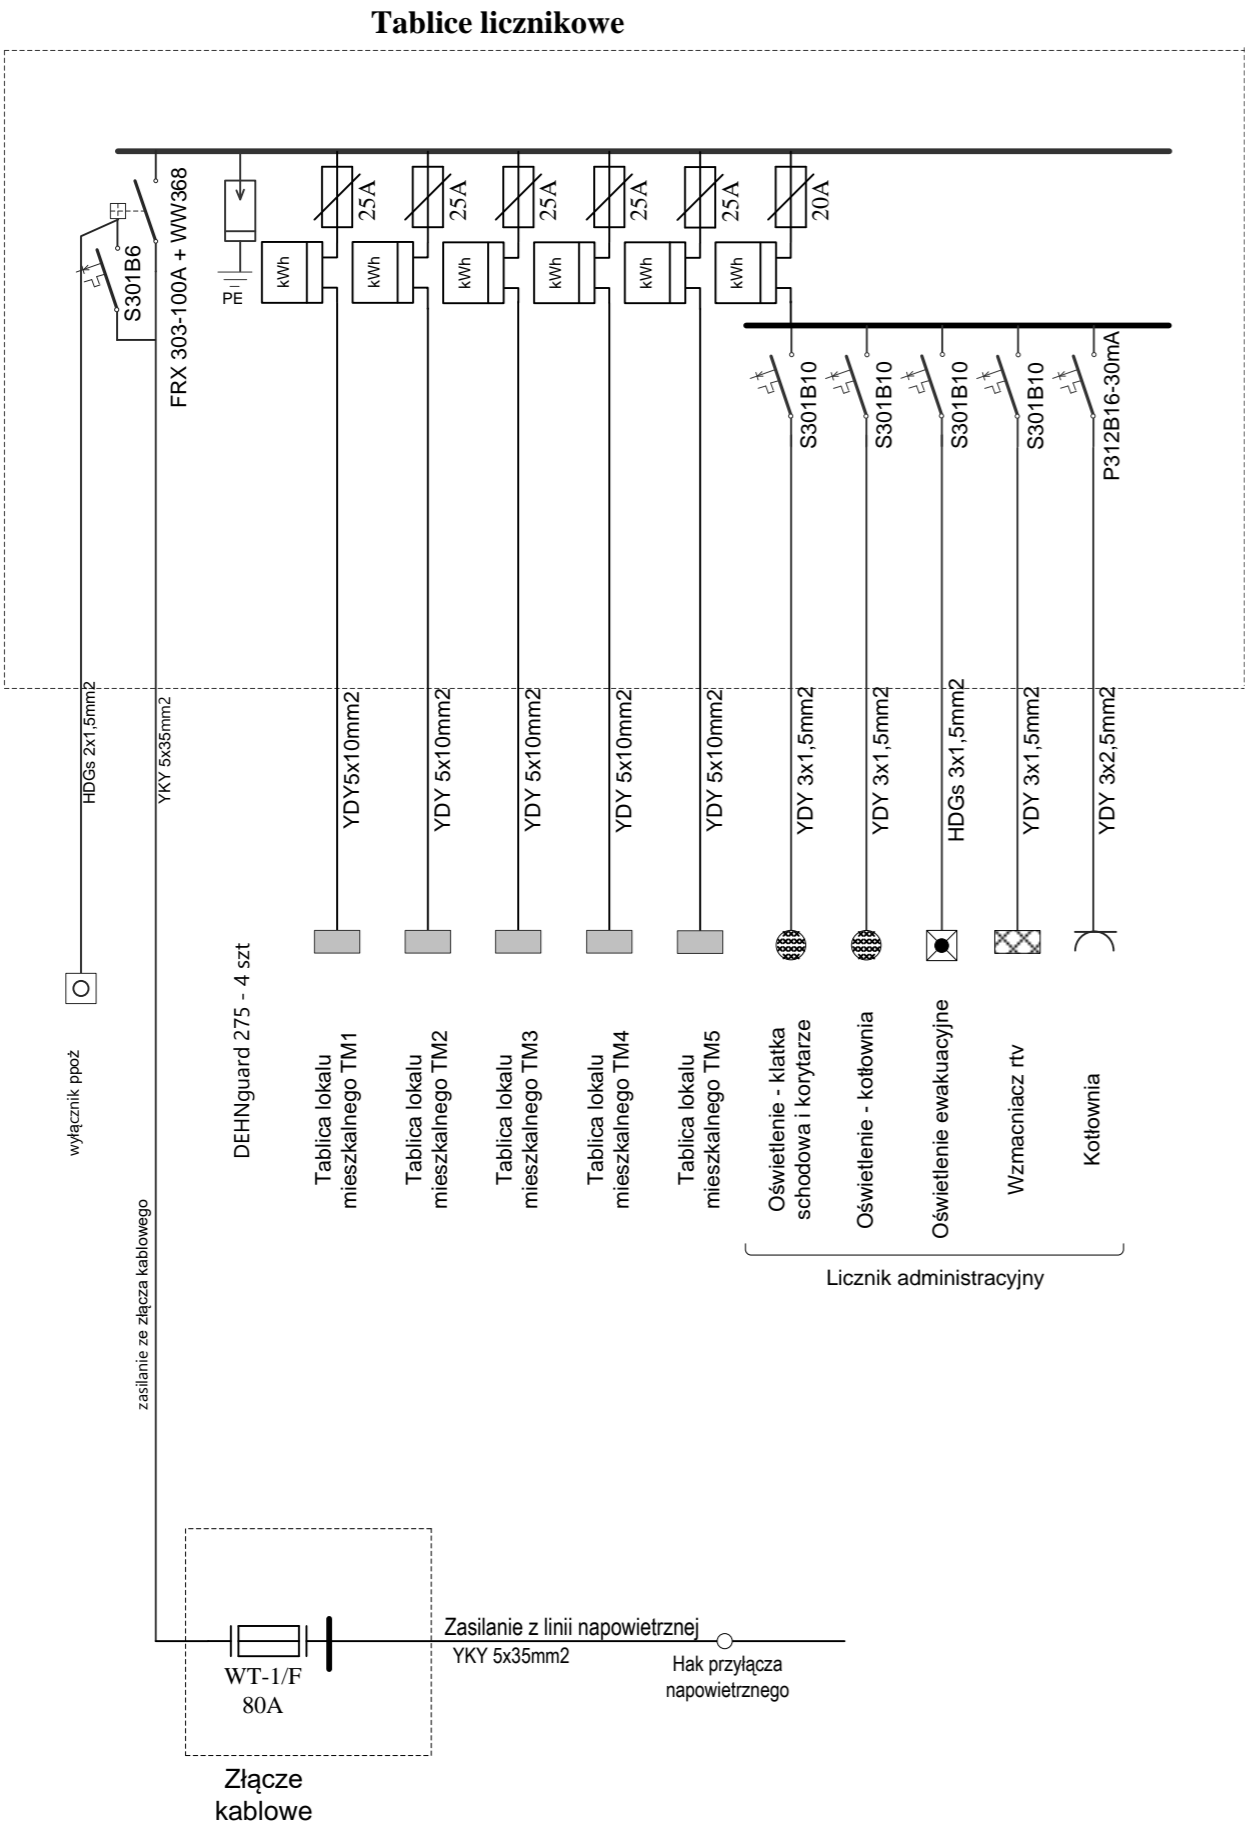 Tablice licznikowe
S301B6
FRX 303-100A + WW368
PE
25A
25A
25A
25A
25A
20A
kWh
kWh
kWh
kWh
kWh
kWh
S301B10
S301B10
S301B10
S301B10
P312B16-30mA
HDGs 2x1,5mm2
YKY 5x35mm2
YDY5x10mm2
YDY 5x10mm2
YDY 5x10mm2
YDY 5x10mm2
YDY 5x10mm2
YDY 3x1,5mm2
YDY 3x1,5mm2
HDGs 3x1,5mm2
YDY 3x1,5mm2
YDY 3x2,5mm2
wyłącznik ppoż
zasilanie ze złącza kablowego
DEHNguard 275 - 4 szt
Tablica lokalu
mieszkalnego TM1
Tablica lokalu
mieszkalnego TM2
Tablica lokalu
mieszkalnego TM3
Tablica lokalu
mieszkalnego TM4
Tablica lokalu
mieszkalnego TM5
Oświetlenie - klatka
schodowa i korytarze
Oświetlenie - kotłownia
Oświetlenie ewakuacyjne
Wzmacniacz rtv
Kotłownia
Licznik administracyjny
WT-1/F
80A
Zasilanie z linii napowietrznej
YKY 5x35mm2
Hak przyłącza
napowietrznego
Złącze
kablowe